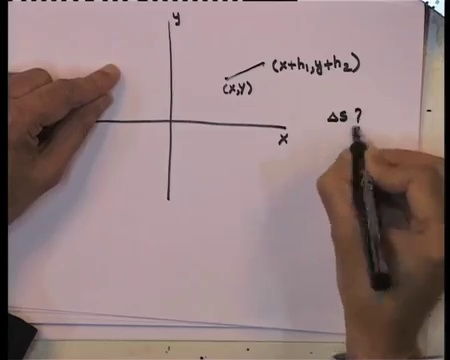 y
(x+h₁,y+h₂)
(x,y)
Δs ?
x